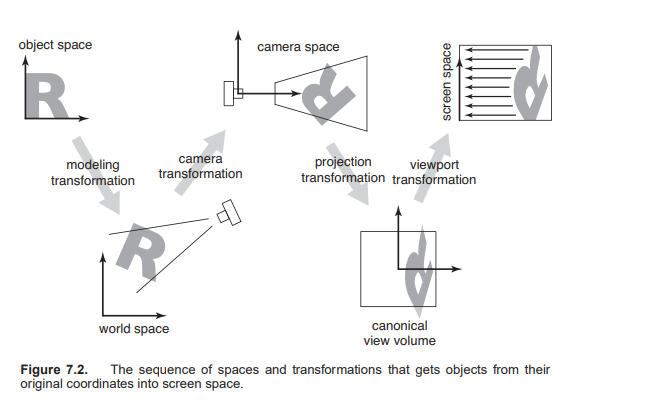 object space
camera space
screen space
modeling
transformation
camera
transformation
projection
transformation
viewport
transformation
R
R
R
R
R
world space
canonical
view volume
Figure 7.2. The sequence of spaces and transformations that gets objects from their
original coordinates into screen space.